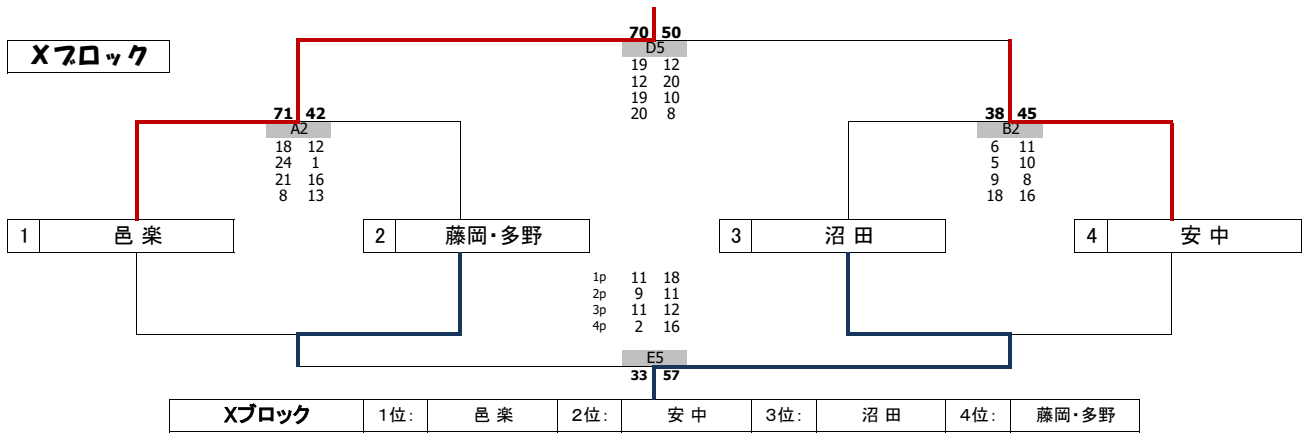 70 50
Xブロック
D5
19 12
12 20
19 10
20 8
71 42
A2
18 12
24 1
21 16
8 13
38 45
B2
6 11
5 10
9 8
18 16
1 邑楽
2 藤岡・多野
3 沼田
4 安中
1p 11 18
2p 9 11
3p 11 12
4p 2 16
E5
33 57
Xブロック 1位: 邑楽 2位: 安中 3位: 沼田 4位: 藤岡・多野